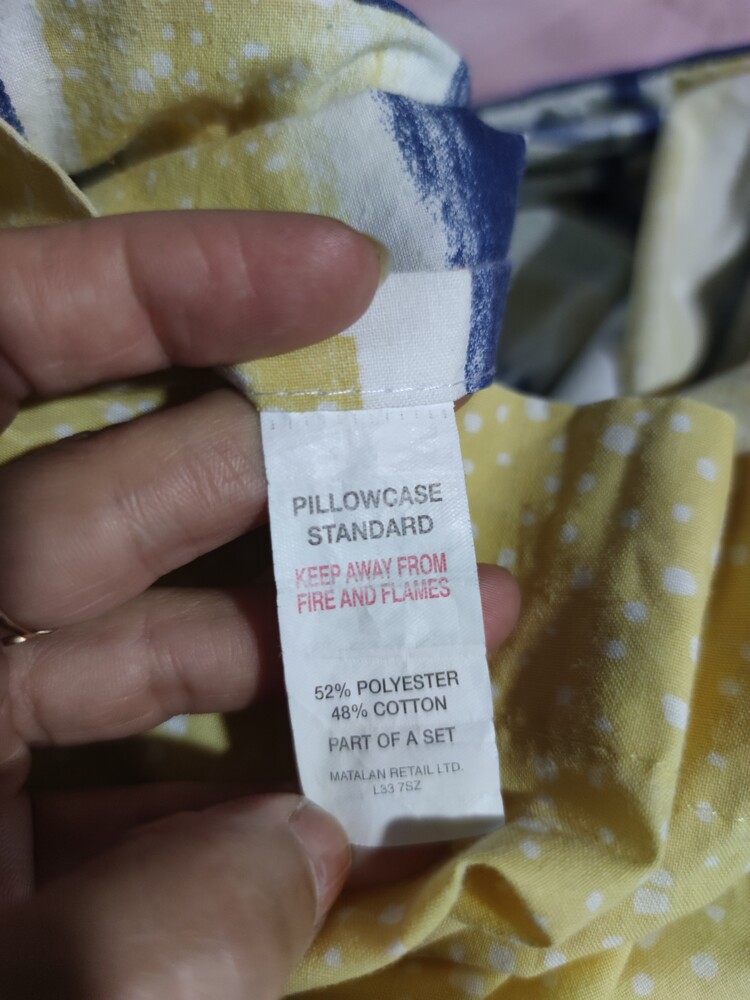 PILLOWCASE
STANDARD
KEEP AWAY FROM
FIRE AND FLAMES
52% POLYESTER
48% COTTON
PART OF A SET
MATALAN RETAIL LTD.
L33 7SZ